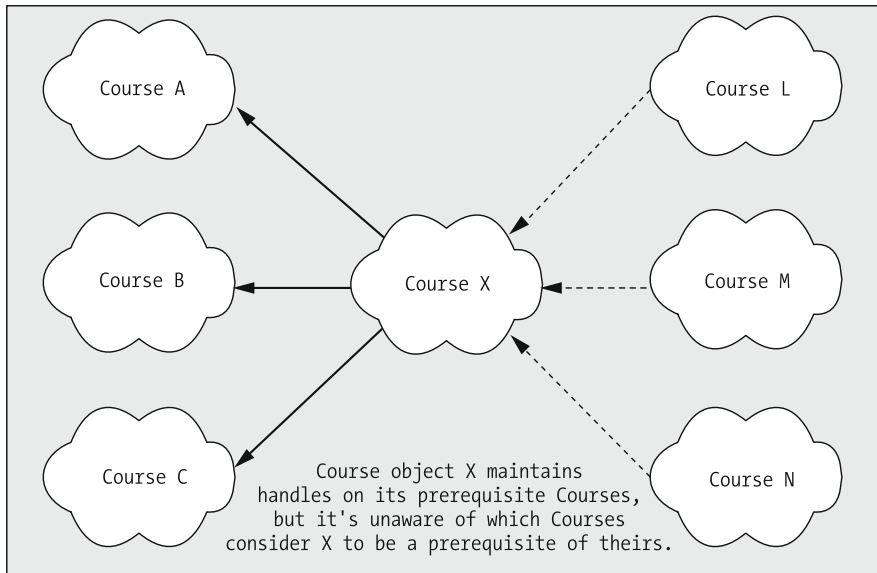 Course A
Course L
Course B
Course X
Course M
Course C
Course N
Course object X maintains
handles on its prerequisite Courses,
but it's unaware of which Courses
consider X to be a prerequisite of theirs.